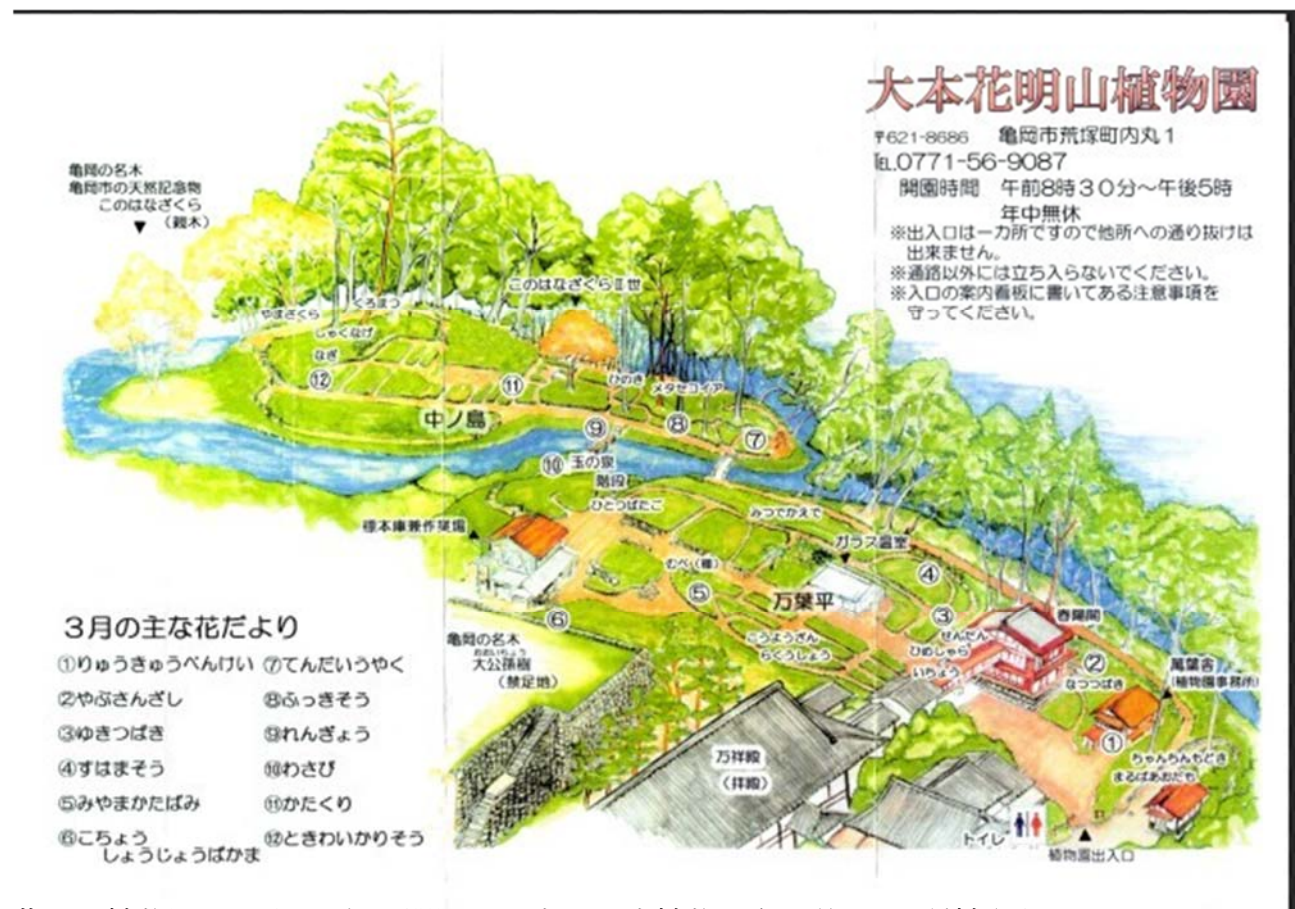 大本花明山植物園
〒621-8686 亀岡市荒塚町内丸1
TEL.0771-56-9087
開園時間 午前8時30分～午後5時
年中無休
※出入口は一カ所ですので他所への通り抜けは
出来ません。
※通路以外には立ち入らないでください。
※入口の案内看板に書いてある注意事項を
守ってください。
亀岡の名木
亀岡市の天然記念物
このはなざくら
（親木）
▼
このはなざくらⅡ世
くろまつ
やまざくら
しゃくなげ
なぎ
⑫
⑪
ひのき
メタセコイア
中ノ島
⑨
⑧
⑦
⑩
玉の泉
階段
ひとつばたご
みつでかえで
標本庫兼作業場
ガラス温室
むべ（棚）
④
⑤
万葉平
③
⑥
せんだん
春陽閣
こうようざん
らくうしょう
ひめしゃら
いちょう
②
なつつばき
萬葉舎
（植物園事務所）
亀岡の名木
おおいちょう
大公孫樹
（禁足地）
①
ちゃんちんもどき
まるばあおだも
万祥殿
（拝殿）
トイレ
植物園出入口
3月の主な花だより
①りゅうきゅうべんけい ⑦てんだいうやく
②やぶさんざし ⑧ふっきそう
③ゆきつばき ⑨れんぎょう
④すはまそう ⑩わさび
⑤みやまかたばみ ⑪かたくり
⑥こちょう ⑫ときわいかりそう
しょうじょうばかま